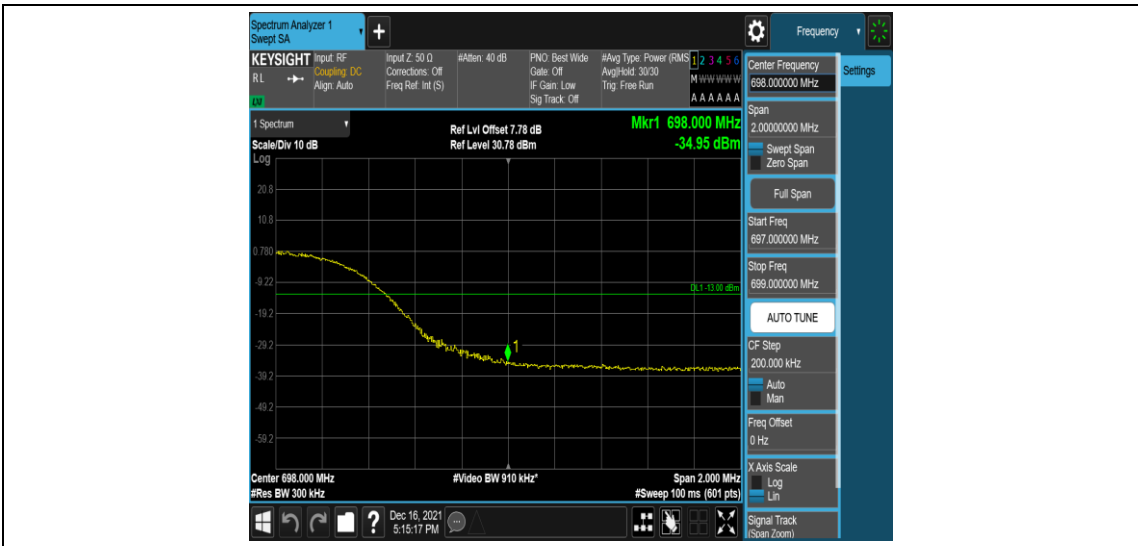 Spectrum Analyzer 1
Swept SA
+
Frequency
KEYSIGHT
RL
Input: RF
Coupling: DC
Align: Auto
Input Z: 50 Ω
Corrections: Off
Freq Ref: Int (S)
#Atten: 40 dB
PNO: Best Wide
Gate: Off
IF Gain: Low
Sig Track: Off
#Avg Type: Power (RMS
Avg|Hold: 30/30
Trig: Free Run
1 2 3 4 5 6
M W W W W W
A A A A A A
1 Spectrum
Scale/Div 10 dB
Log
Ref Lvl Offset 7.78 dB
Ref Level 30.78 dBm
Mkr1 698.000 MHz
-34.95 dBm
20.8
10.8
0.780
-9.22
DL1 -13.00 dBm
-19.2
-29.2
1
-39.2
-49.2
-59.2
Center 698.000 MHz
#Res BW 300 kHz
#Video BW 910 kHz*
Span 2.000 MHz
#Sweep 100 ms (601 pts)
?
Dec 16, 2021
5:15:17 PM
Center Frequency
698.000000 MHz
Settings
Span
2.00000000 MHz
Swept Span
Zero Span
Full Span
Start Freq
697.000000 MHz
Stop Freq
699.000000 MHz
AUTO TUNE
CF Step
200.000 kHz
Auto
Man
Freq Offset
0 Hz
X Axis Scale
Log
Lin
Signal Track
(Span Zoom)